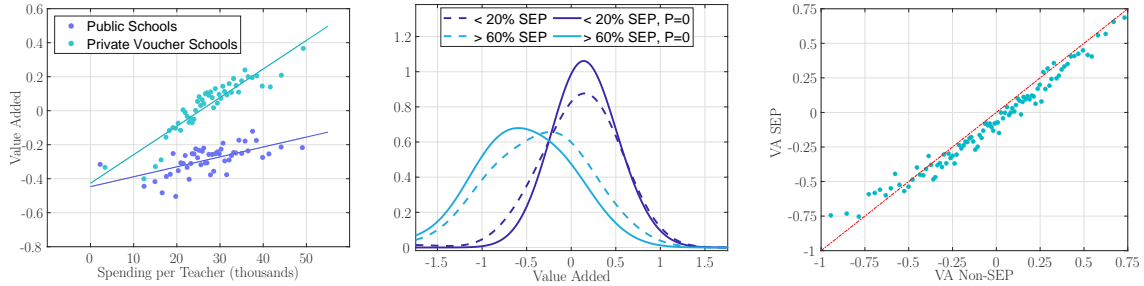 Public Schools
Private Voucher Schools
Value Added
0.6
0.4
0.2
0
-0.2
-0.4
-0.6
-0.8
0 10 20 30 40 50
Spending per Teacher (thousands)
< 20% SEP < 20% SEP, P=0
> 60% SEP > 60% SEP, P=0
1
0.8
0.6
0.4
0.2
0
-1.5 -1 -0.5 0 0.5 1 1.5
Value Added
VA SEP
0.75
0.5
0.25
0
-0.25
-0.5
-0.75
-1
-1 -0.75 -0.5 -0.25 0 0.25 0.5 0.75
VA Non-SEP